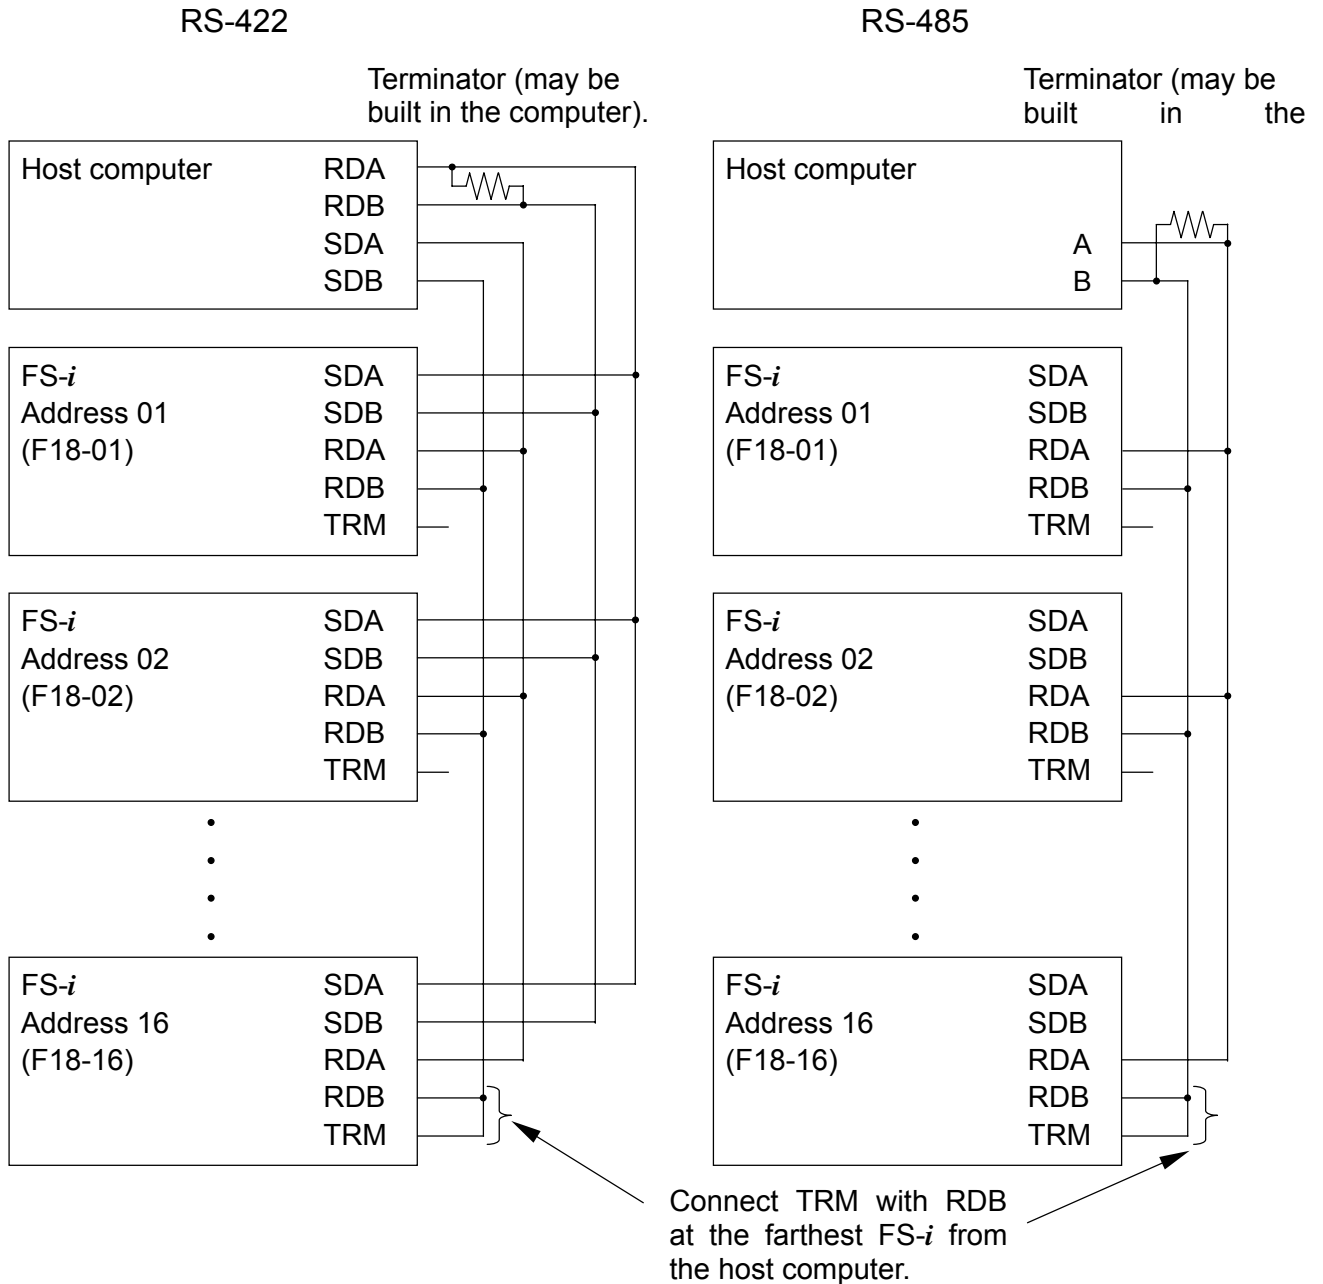 RS-422
Terminator (may be
built in the computer).
Host computer
RDA
RDB
SDA
SDB
FS-i
Address 01
(F18-01)
SDA
SDB
RDA
RDB
TRM
FS-i
Address 02
(F18-02)
SDA
SDB
RDA
RDB
TRM
FS-i
Address 16
(F18-16)
SDA
SDB
RDA
RDB
TRM
RS-485
Terminator (may be
built in the
Host computer
A
B
FS-i
Address 01
(F18-01)
SDA
SDB
RDA
RDB
TRM
FS-i
Address 02
(F18-02)
SDA
SDB
RDA
RDB
TRM
FS-i
Address 16
(F18-16)
SDA
SDB
RDA
RDB
TRM
Connect TRM with RDB
at the farthest FS-i from
the host computer.